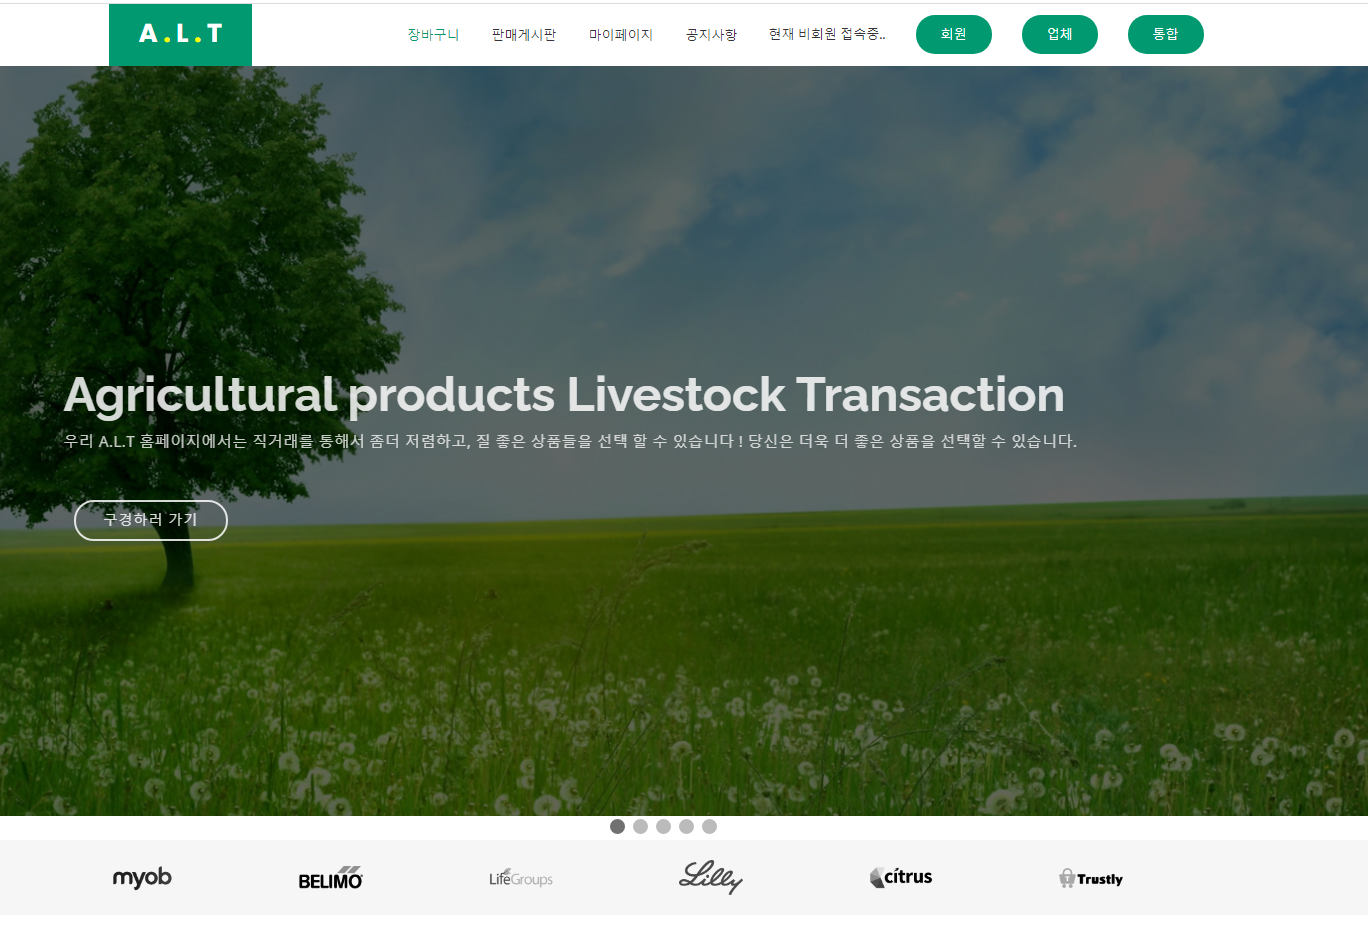 A.L.T
장바구니
판매게시판
마이페이지
공지사항
현재 비회원 접속중..
회원
업체
통합
Agricultural products Livestock Transaction
우리 A.L.T 홈페이지에서는 직거래를 통해서 좀더 저렴하고, 질 좋은 상품들을 선택 할 수 있습니다 ! 당신은 더욱 더 좋은 상품을 선택할 수 있습니다.
구경하러 가기
myob
BELIMO
LifeGroups
Lilly
cítrus
Trustly